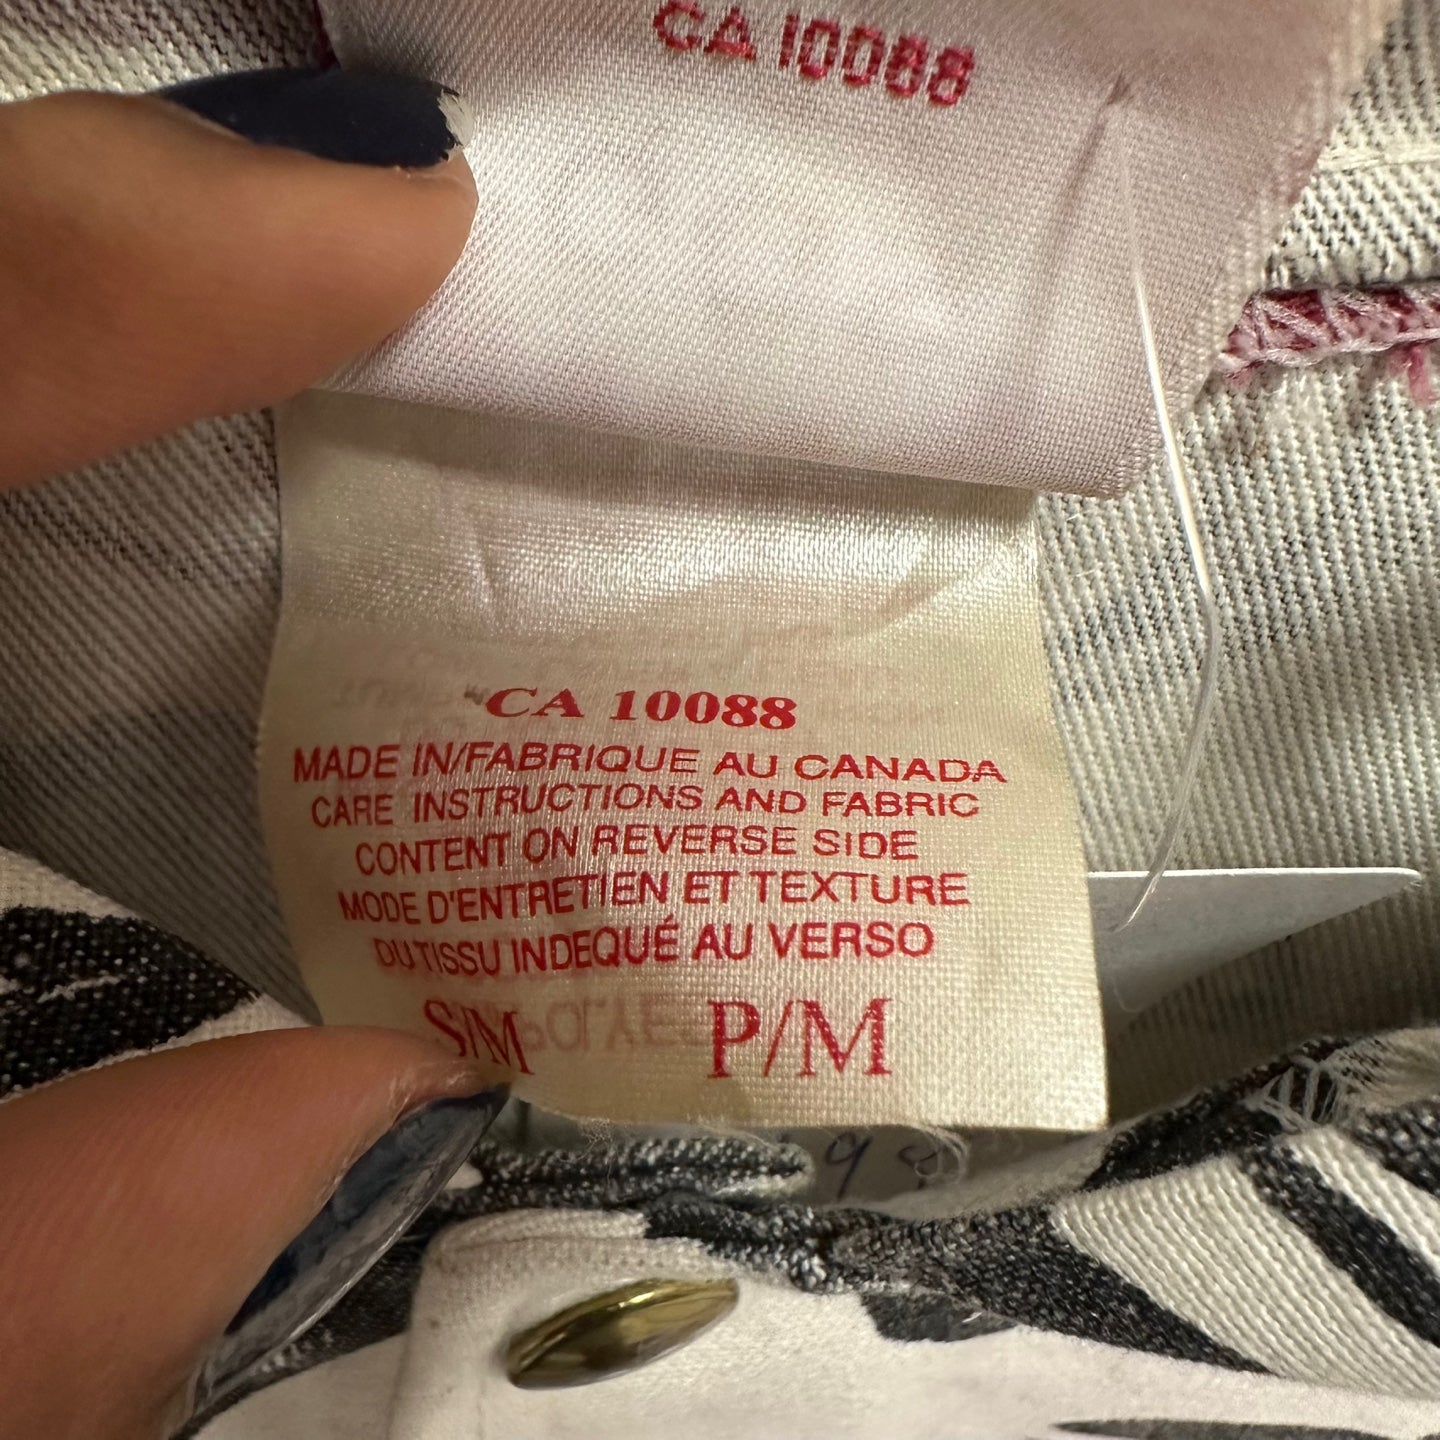 CA 10088
"CA 10088
MADE IN/FABRIQUE AU CANADA
CARE INSTRUCTIONS AND FABRIC
CONTENT ON REVERSE SIDE
MODE D'ENTRETIEN ET TEXTURE
DU TISSU INDEQUÉ AU VERSO
S/M P/M
98